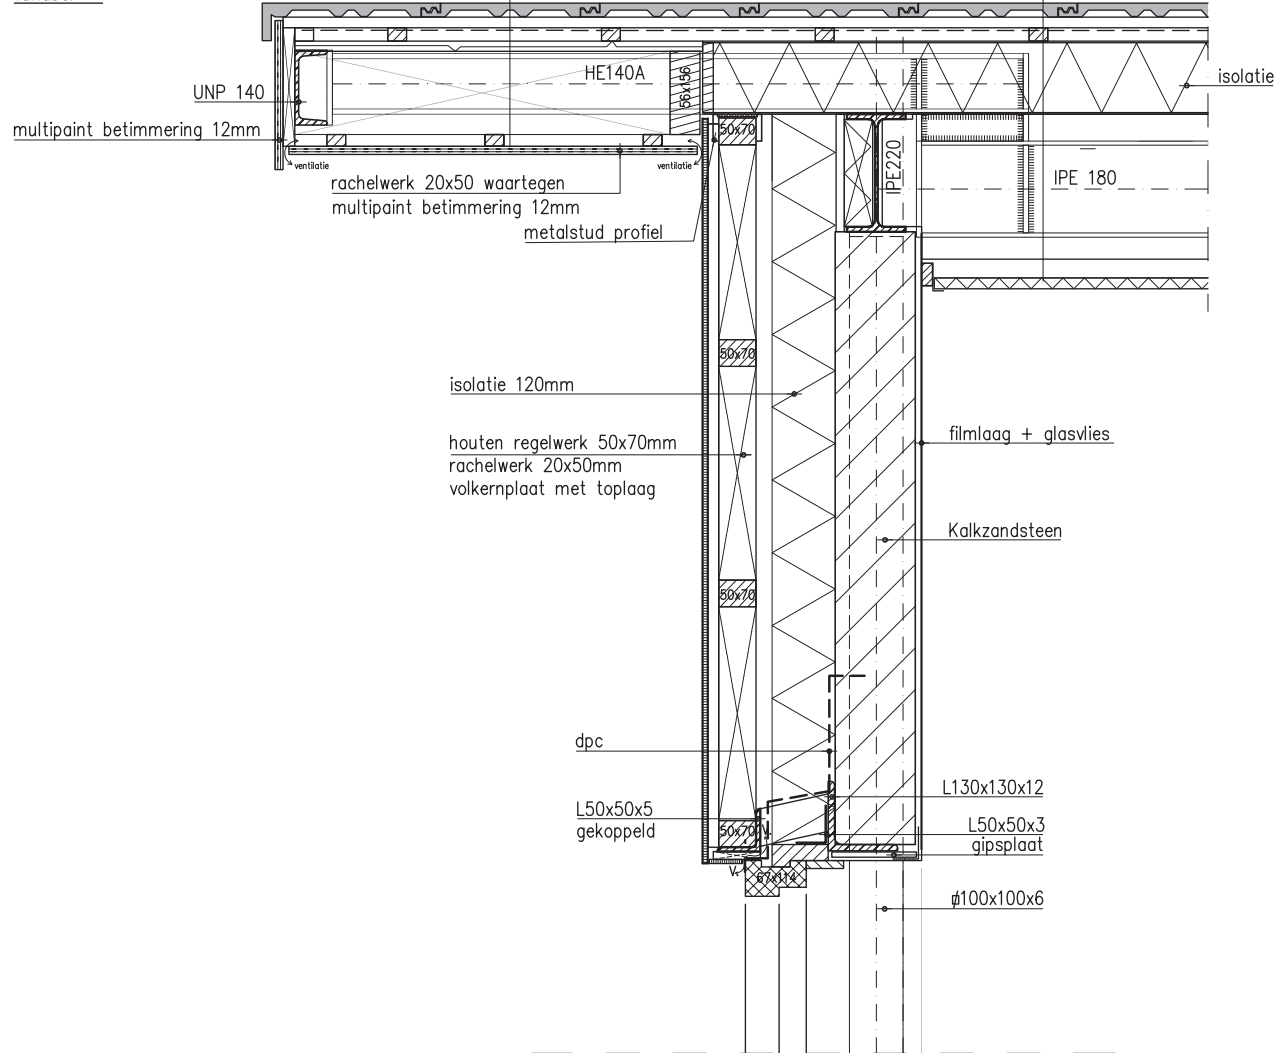 HE140A
56x156
isolatie
UNP 140
multipaint betimmering 12mm
ventilatie
ventilatie
50x70
IPE220
IPE 180
rachelwerk 20x50 waartegen
multipaint betimmering 12mm
metalstud profiel
50x70
isolatie 120mm
houten regelwerk 50x70mm
rachelwerk 20x50mm
volkernplaat met toplaag
filmlaag + glasvlies
Kalkzandsteen
50x70
dpc
L130x130x12
L50x50x5
gekoppeld
50x70
L50x50x3
gipsplaat
67x114
100x100x6